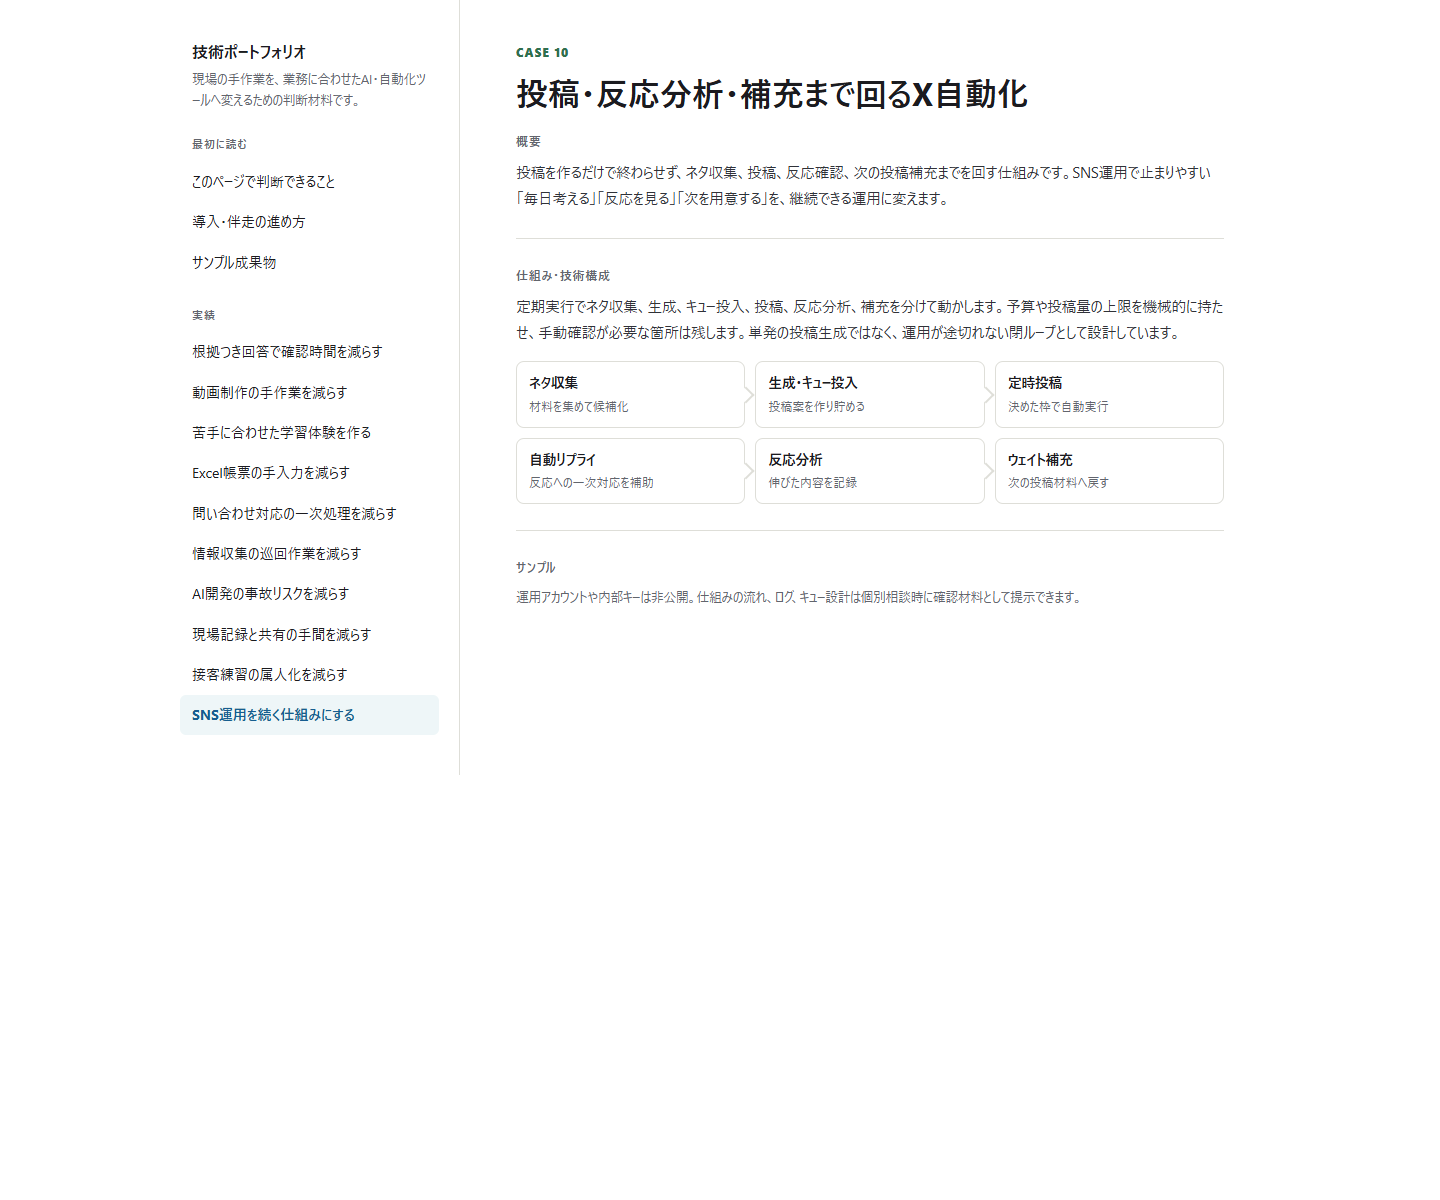 技術ポートフォリオ
現場の手作業を、業務に合わせたAI・自動化ツ
ールへ変えるための判断材料です。
最初に読む
このページで判断できること
導入・伴走の進め方
サンプル成果物
実績
根拠つき回答で確認時間を減らす
動画制作の手作業を減らす
苦手に合わせた学習体験を作る
Excel帳票の手入力を減らす
問い合わせ対応の一次処理を減らす
情報収集の巡回作業を減らす
AI開発の事故リスクを減らす
現場記録と共有の手間を減らす
接客練習の属人化を減らす
SNS運用を続く仕組みにする
CASE 10
投稿・反応分析・補充まで回るX自動化
概要
投稿を作るだけで終わらせず、ネタ収集、投稿、反応確認、次の投稿補充までを回す仕組みです。SNS運用で止まりやすい
「毎日考える」「反応を見る」「次を用意する」を、継続できる運用に変えます。
仕組み・技術構成
定期実行でネタ収集、生成、キュー投入、投稿、反応分析、補充を分けて動かします。予算や投稿量の上限を機械的に持た
せ、手動確認が必要な箇所は残します。単発の投稿生成ではなく、運用が途切れない閉ループとして設計しています。
ネタ収集
材料を集めて候補化
生成・キュー投入
投稿案を作り貯める
定時投稿
決めた枠で自動実行
自動リプライ
反応への一次対応を補助
反応分析
伸びた内容を記録
ウェイト補充
次の投稿材料へ戻す
サンプル
運用アカウントや内部キーは非公開。仕組みの流れ、ログ、キュー設計は個別相談時に確認材料として提示できます。